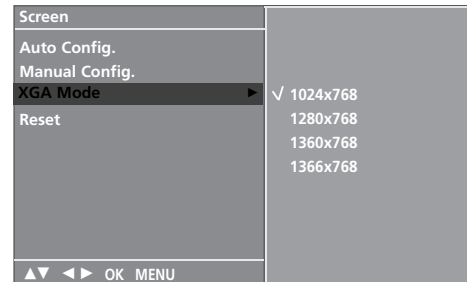 Screen
Auto Config.
Manual Config.
XGA Mode ►
Reset
√ 1024x768
1280x768
1360x768
1366x768
▲▼ ◄► OK MENU